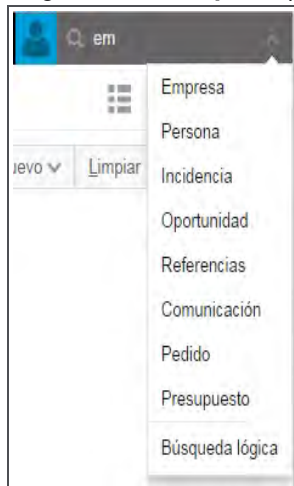 em
Empresa
Persona
uevo Limpiar
Incidencia
Oportunidad
Referencias
Comunicación
Pedido
Presupuesto
Búsqueda lógica